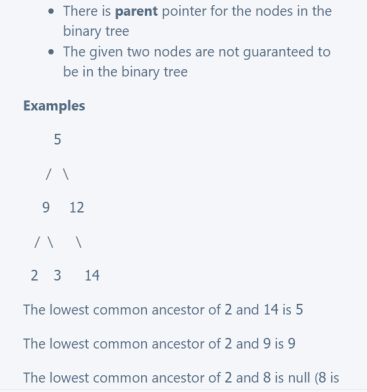 • There is parent pointer for the nodes in the
binary tree
• The given two nodes are not guaranteed to
be in the binary tree
Examples
5
/ \
9 12
/ \ \
2 3 14
The lowest common ancestor of 2 and 14 is 5
The lowest common ancestor of 2 and 9 is 9
The lowest common ancestor of 2 and 8 is null (8 is